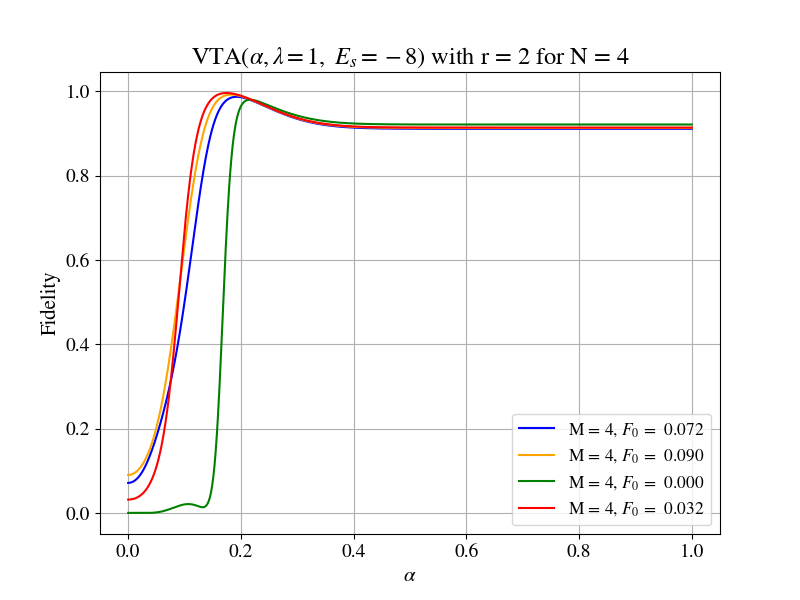 VTA(α, λ = 1, E_s = −8) with r = 2 for N = 4
Fidelity
1.0
0.8
0.6
0.4
0.2
0.0
M = 4, F_0 = 0.072
M = 4, F_0 = 0.090
M = 4, F_0 = 0.000
M = 4, F_0 = 0.032
0.0 0.2 0.4 0.6 0.8 1.0
α